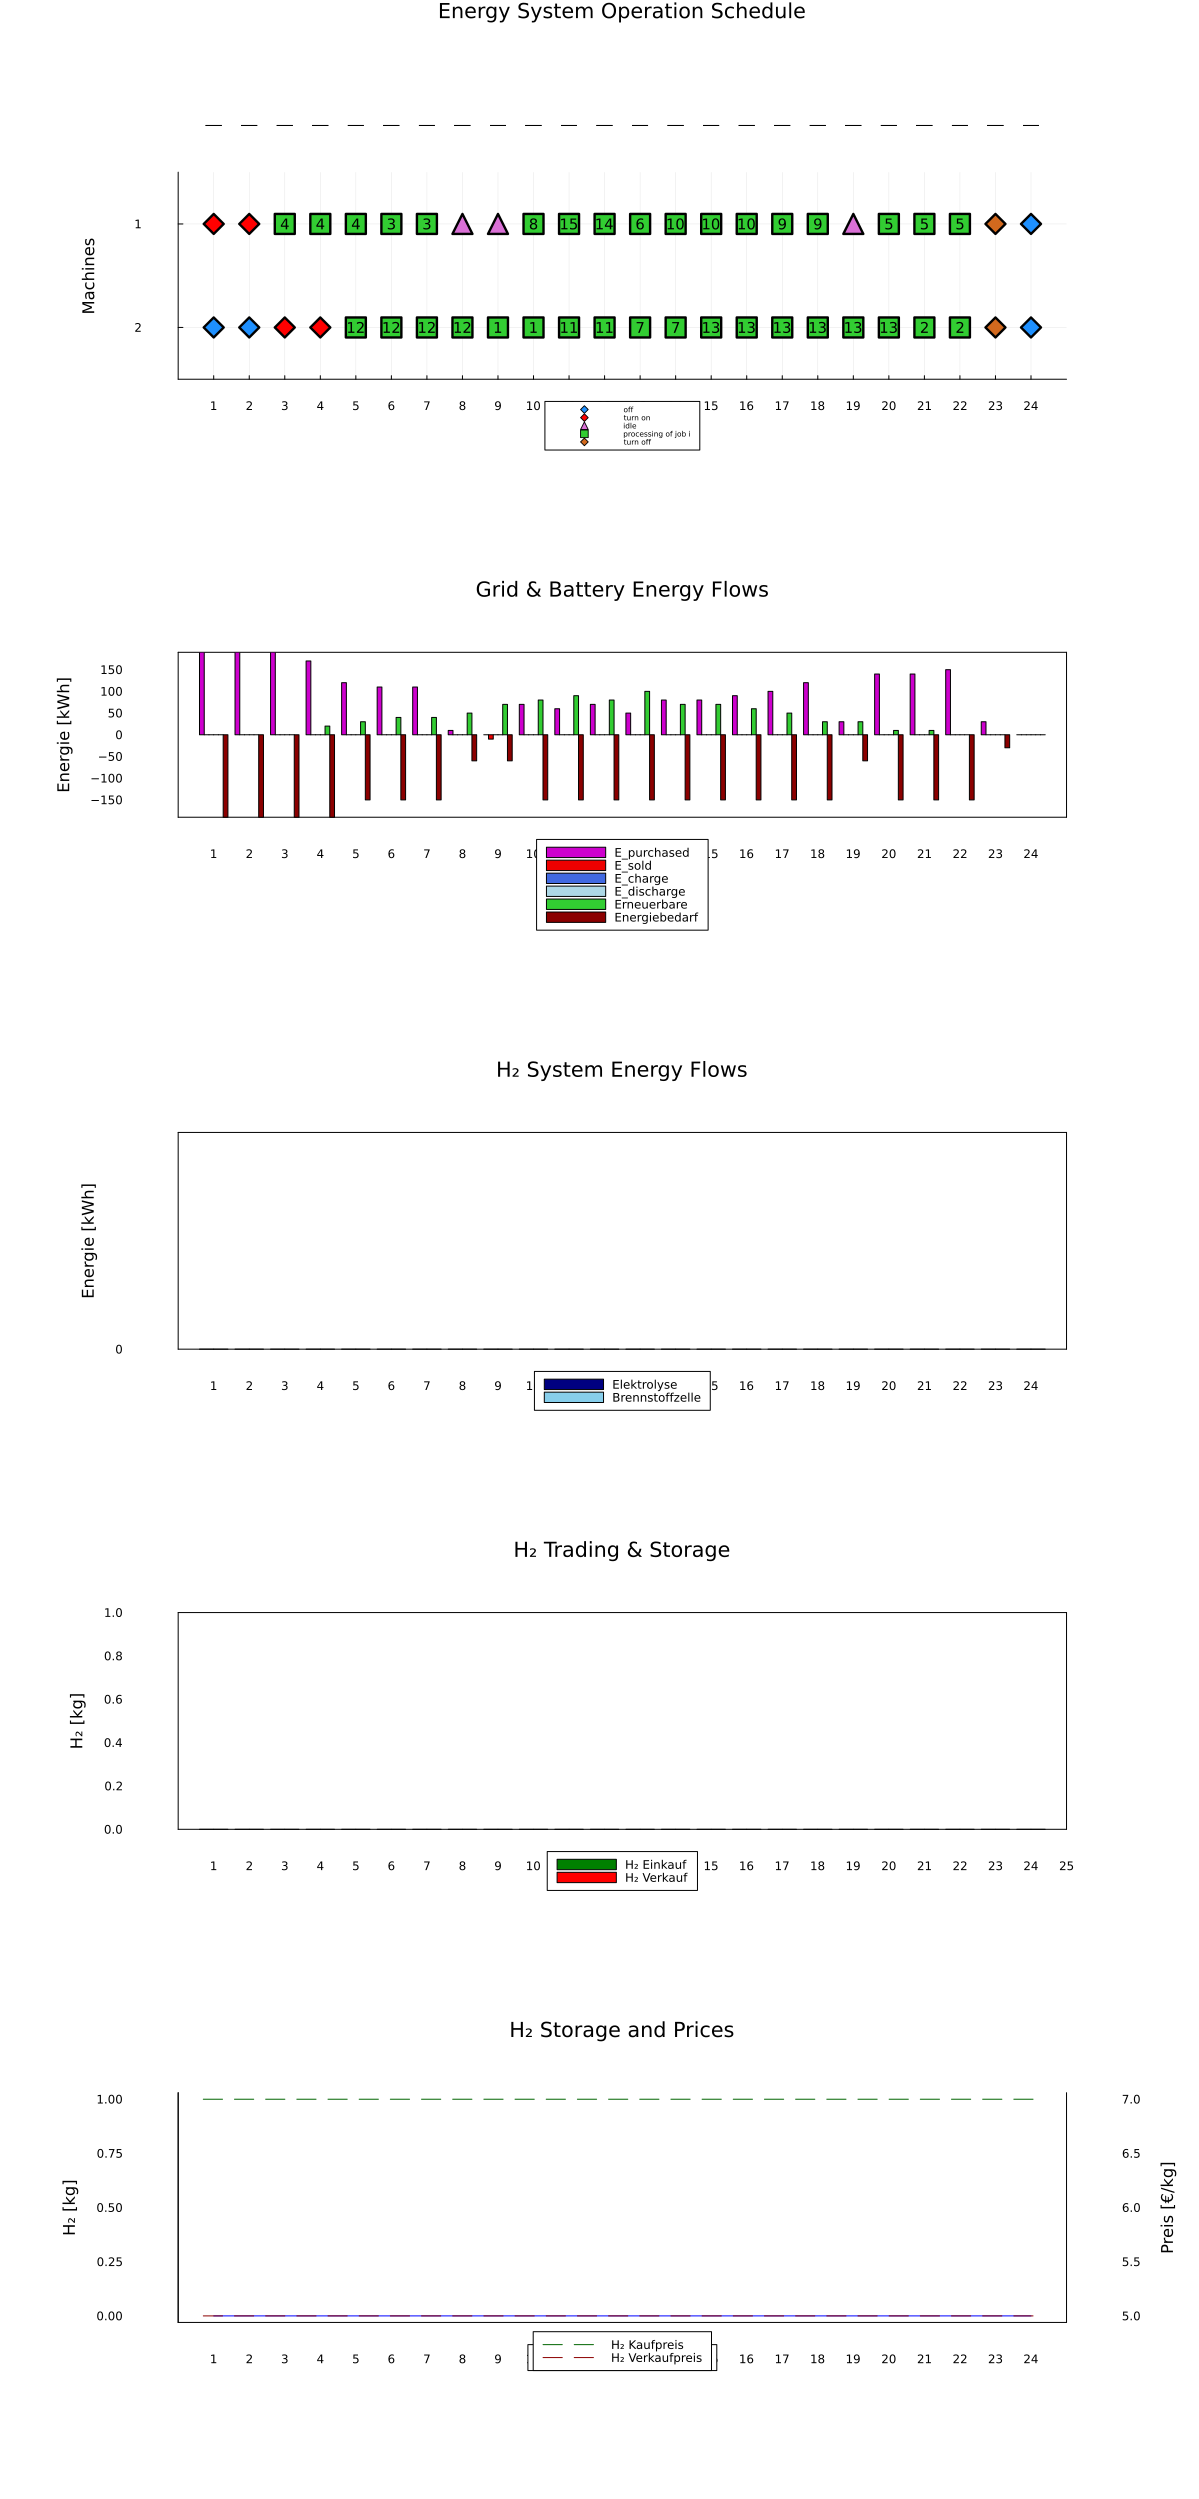 Energy System Operation Schedule
Machines
1 4 4 4 3 3 8 15 14 6 10 10 10 9 9 5 5 5
2 12 12 12 12 1 1 11 11 7 7 13 13 13 13 13 13 2 2
1 2 3 4 5 6 7 8 9 10 15 16 17 18 19 20 21 22 23 24
off
turn on
idle
processing of job i
turn off
Grid & Battery Energy Flows
Energie [kWh]
150
100
50
0
−50
−100
−150
1 2 3 4 5 6 7 8 9 10 15 16 17 18 19 20 21 22 23 24
E_purchased
E_sold
E_charge
E_discharge
Erneuerbare
Energiebedarf
H₂ System Energy Flows
Energie [kWh]
0
1 2 3 4 5 6 7 8 9 1 5 16 17 18 19 20 21 22 23 24
Elektrolyse
Brennstoffzelle
H₂ Trading & Storage
H₂ [kg]
1.0
0.8
0.6
0.4
0.2
0.0
1 2 3 4 5 6 7 8 9 10 15 16 17 18 19 20 21 22 23 24 25
H₂ Einkauf
H₂ Verkauf
H₂ Storage and Prices
H₂ [kg]
1.00 7.0
0.75 6.5
0.50 6.0
0.25 5.5
0.00 5.0
Preis [€/kg]
1 2 3 4 5 6 7 8 9 16 17 18 19 20 21 22 23 24
H₂ Kaufpreis
H₂ Verkaufpreis